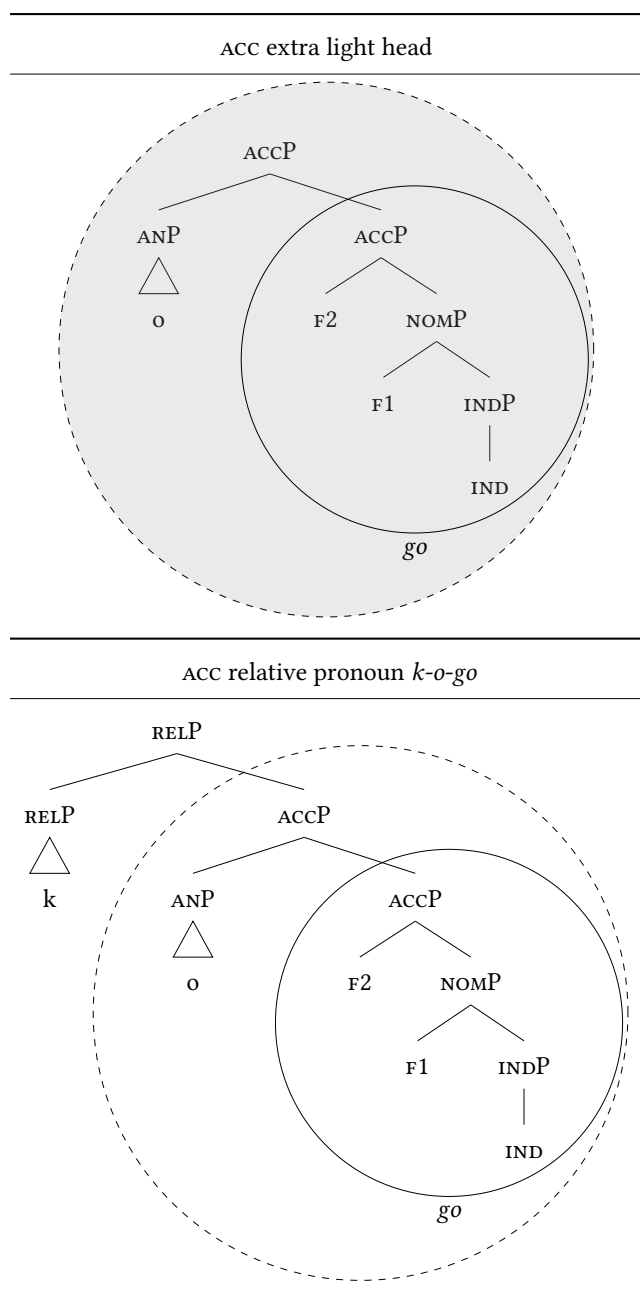 ACC extra light head
ACCP
ANP ACCP
o F2 NOMP
F1 INDP
IND
go
ACC relative pronoun k-o-go
RELP
RELP ACCP
k ANP ACCP
o F2 NOMP
F1 INDP
IND
go